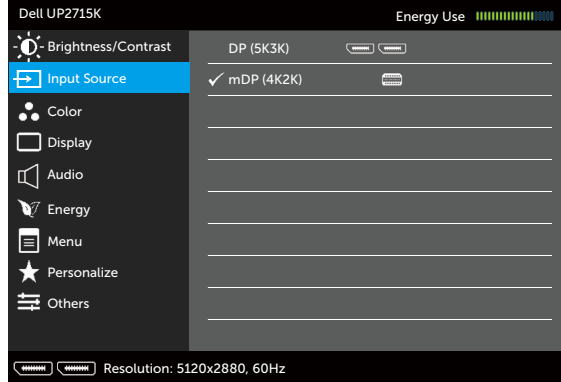 Dell UP2715K Energy Use
Brightness/Contrast
DP (5K3K)
Input Source
mDP (4K2K)
Color
Display
Audio
Energy
Menu
Personalize
Others
Resolution: 5120x2880, 60Hz